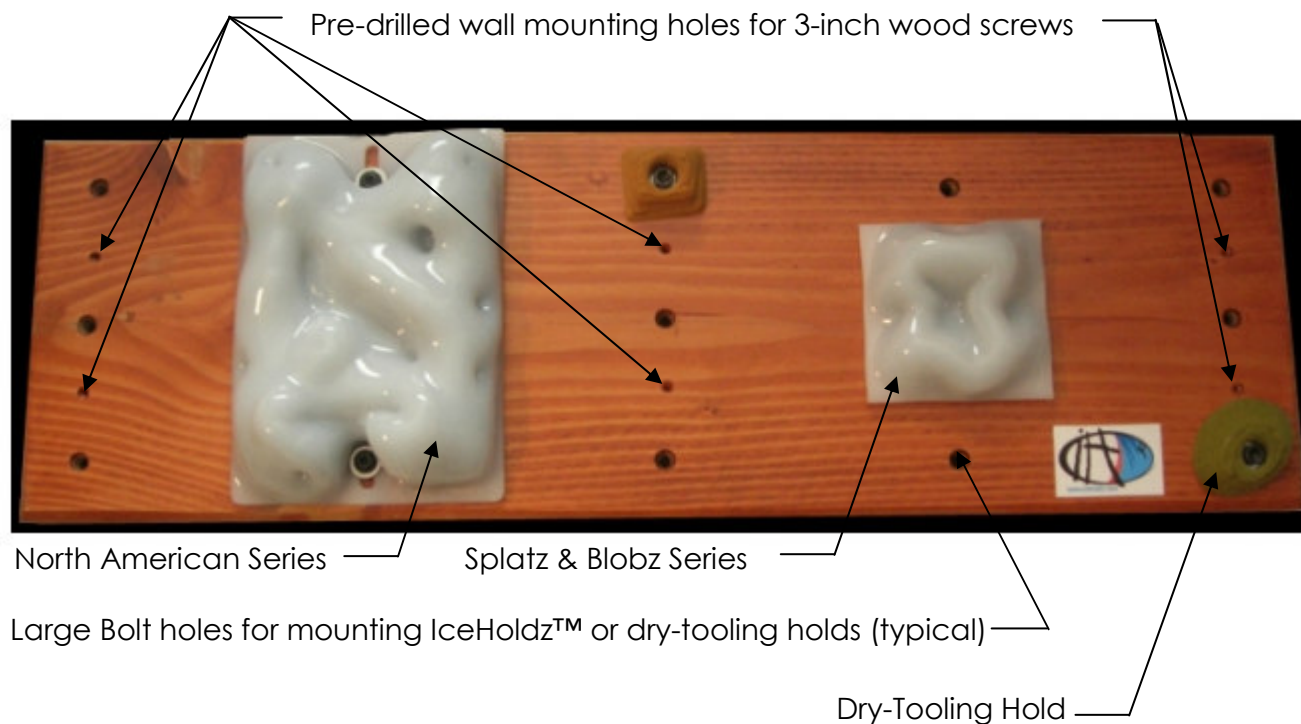 Pre-drilled wall mounting holes for 3-inch wood screws
North American Series
Splatz & Blobz Series
Large Bolt holes for mounting IceHoldz™ or dry-tooling holds (typical)
Dry-Tooling Hold